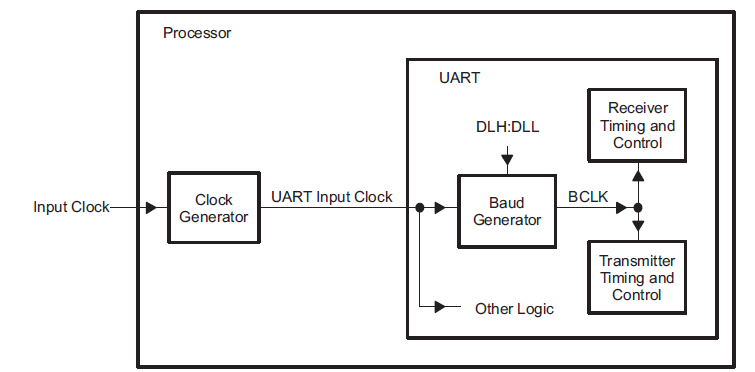 Processor
UART
Receiver
Timing and
Control
DLH:DLL
Input Clock
Clock
Generator
UART Input Clock
Baud
Generator
BCLK
Transmitter
Timing and
Control
Other Logic